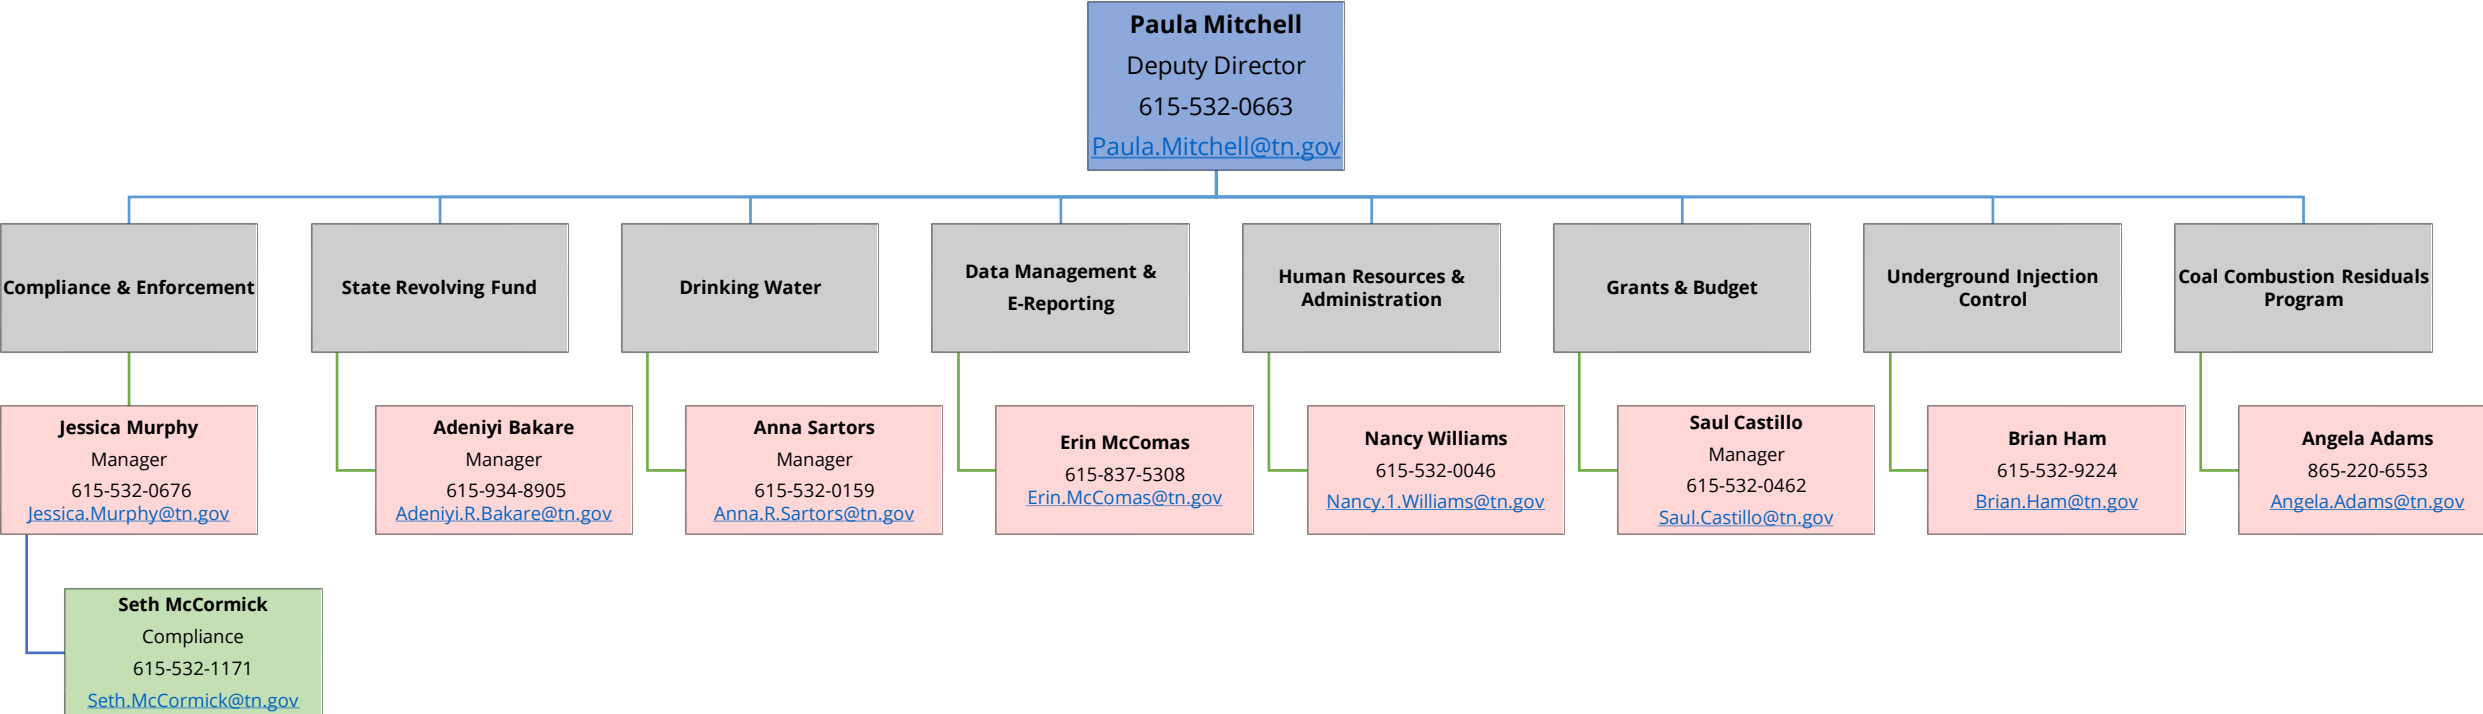 Paula Mitchell
Deputy Director
615-532-0663
Paula.Mitchell@tn.gov
Compliance & Enforcement
State Revolving Fund
Drinking Water
Data Management &
E-Reporting
Human Resources &
Administration
Grants & Budget
Underground Injection
Control
Coal Combustion Residuals
Program
Jessica Murphy
Manager
615-532-0676
Jessica.Murphy@tn.gov
Adeniyi Bakare
Manager
615-934-8905
Adeniyi.R.Bakare@tn.gov
Anna Sartors
Manager
615-532-0159
Anna.R.Sartors@tn.gov
Erin McComas
615-837-5308
Erin.McComas@tn.gov
Nancy Williams
615-532-0046
Nancy.1.Williams@tn.gov
Saul Castillo
Manager
615-532-0462
Saul.Castillo@tn.gov
Brian Ham
615-532-9224
Brian.Ham@tn.gov
Angela Adams
865-220-6553
Angela.Adams@tn.gov
Seth McCormick
Compliance
615-532-1171
Seth.McCormick@tn.gov